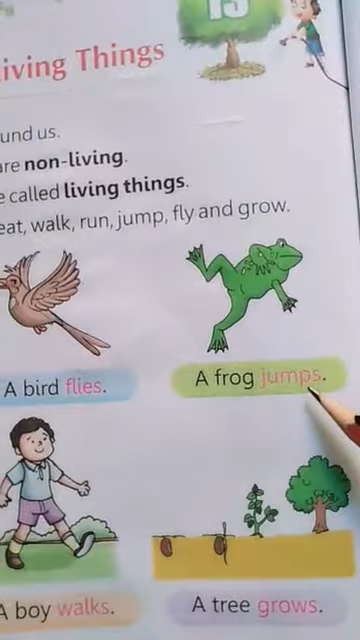 13
iving Things
und us.
are non-living.
e called living things.
eat, walk, run, jump, fly and grow.
A bird flies.
A frog jumps.
A boy walks.
A tree grows.